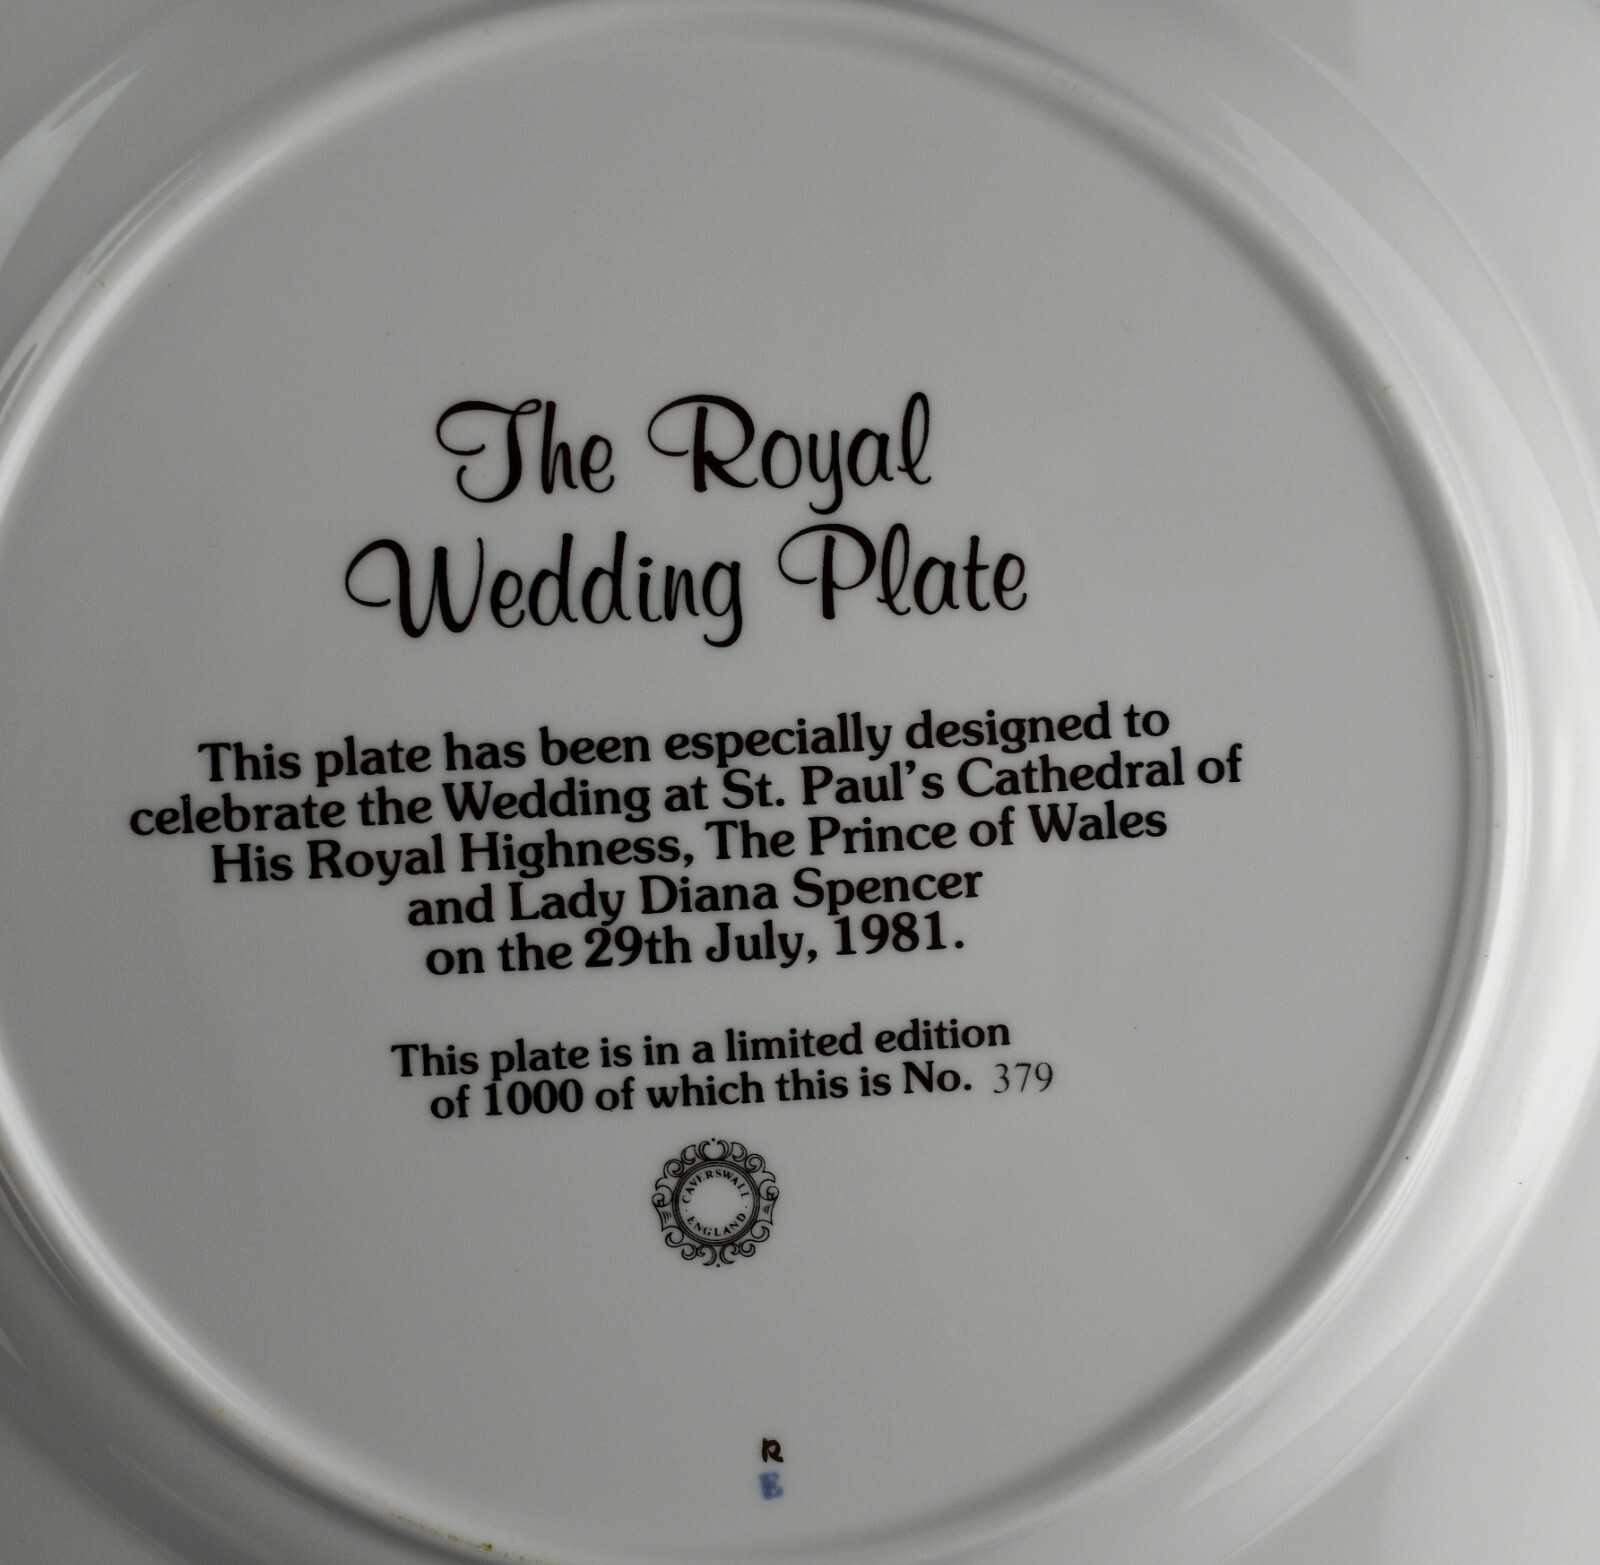 The Royal
Wedding Plate
This plate has been especially designed to
celebrate the Wedding at St. Paul's Cathedral of
His Royal Highness, The Prince of Wales
and Lady Diana Spencer
on the 29th July, 1981.
This plate is in a limited edition
of 1000 of which this is No. 379
CAVERSWALL
ENGLAND
R
E